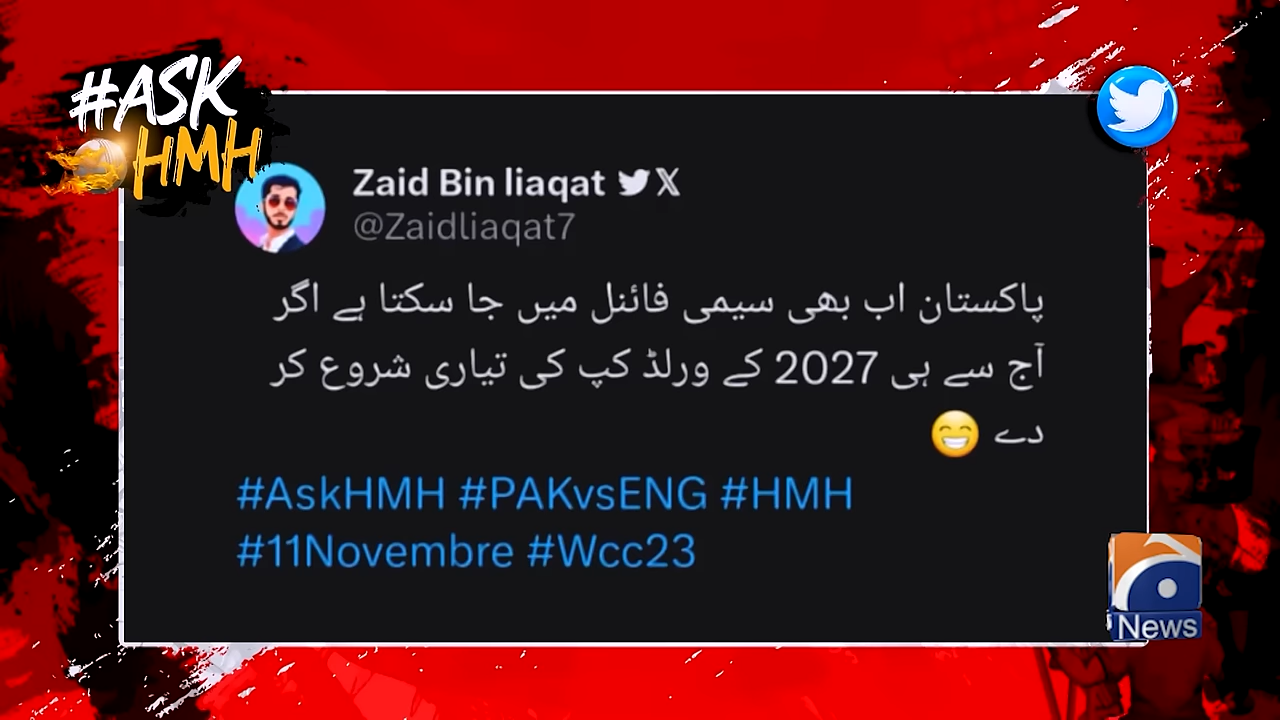 #ASK
HMH
Zaid Bin liaqat
@Zaidliaqat7
پاکستان اب بھی سیمی فائنل میں جا سکتا ہے اگر
آج سے ہی 2027 کے ورلڈ کپ کی تیاری شروع کر
دے 😁
#AskHMH #PAKvsENG #HMH
#11Novembre #Wcc23
News